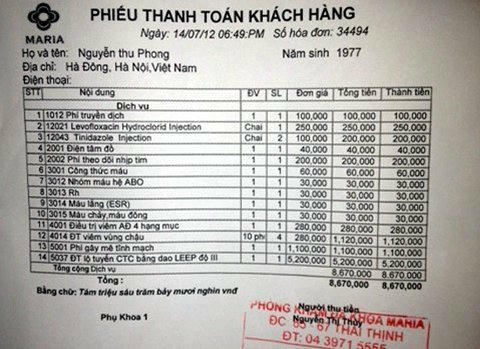 MARIA
PHIẾU THANH TOÁN KHÁCH HÀNG
Ngày: 14/07/12 06:49:PM Số hóa đơn: 34494
Họ và tên Nguyễn thu Phong Năm sinh 1977
Địa chỉ: Hà Đông, Hà Nội,Việt Nam
Điện thoại:
STT Nội dung ĐV SL Đơn giá Tổng tiền Thành tiền
Dịch vụ
1 1012 Phí truyền dịch 1 1 100,000 100,000 100,000
2 12021 Levofloxacin Hydroclorid Injection Chai 1 250,000 250,000 250,000
3 12043 Tinidazole Injection Chai 2 100,000 100,000 100,000
4 2001 Điện tâm đồ 1 1 40,000 40,000 40,000
5 2002 Phí theo dõi nhịp tim 1 1 200,000 200,000 200,000
6 3001 Công thức máu 1 1 60,000 60,000 60,000
7 3012 Nhóm máu hệ ABO 1 1 30,000 30,000 30,000
8 3013 Rh 1 1 30,000 30,000 30,000
9 3014 Máu lắng (ESR) 1 1 30,000 30,000 30,000
10 3015 Máu chảy,máu đông 1 1 30,000 30,000 30,000
11 4001 Điều trị viêm AĐ 4 hạng mục 1 1 280,000 280,000 280,000
12 4014 ĐT viêm vùng chậu 10 ph 4 280,000 1,120,000 1,120,000
13 5001 Phí gây mê tĩnh mạch 1 1 1,100,000 1,100,000 1,100,000
14 5037 ĐT lộ tuyến CTC bằng dao LEEP độ III 1 1 5,200,000 5,200,000 5,200,000
Tổng cộng Dịch vụ 8,670,000 8,670,000
Tổng : 8,670,000 8,670,000
Bằng chữ: Tám triệu sáu trăm bảy mươi nghìn vnđ
Người thu tiền
Phụ Khoa 1 Nguyễn Thị Thủy
PHÒNG KHÁM ĐA KHOA MARIA
ĐC 65 - 67 THÁI THỊNH
ĐT: 04 3971 5555